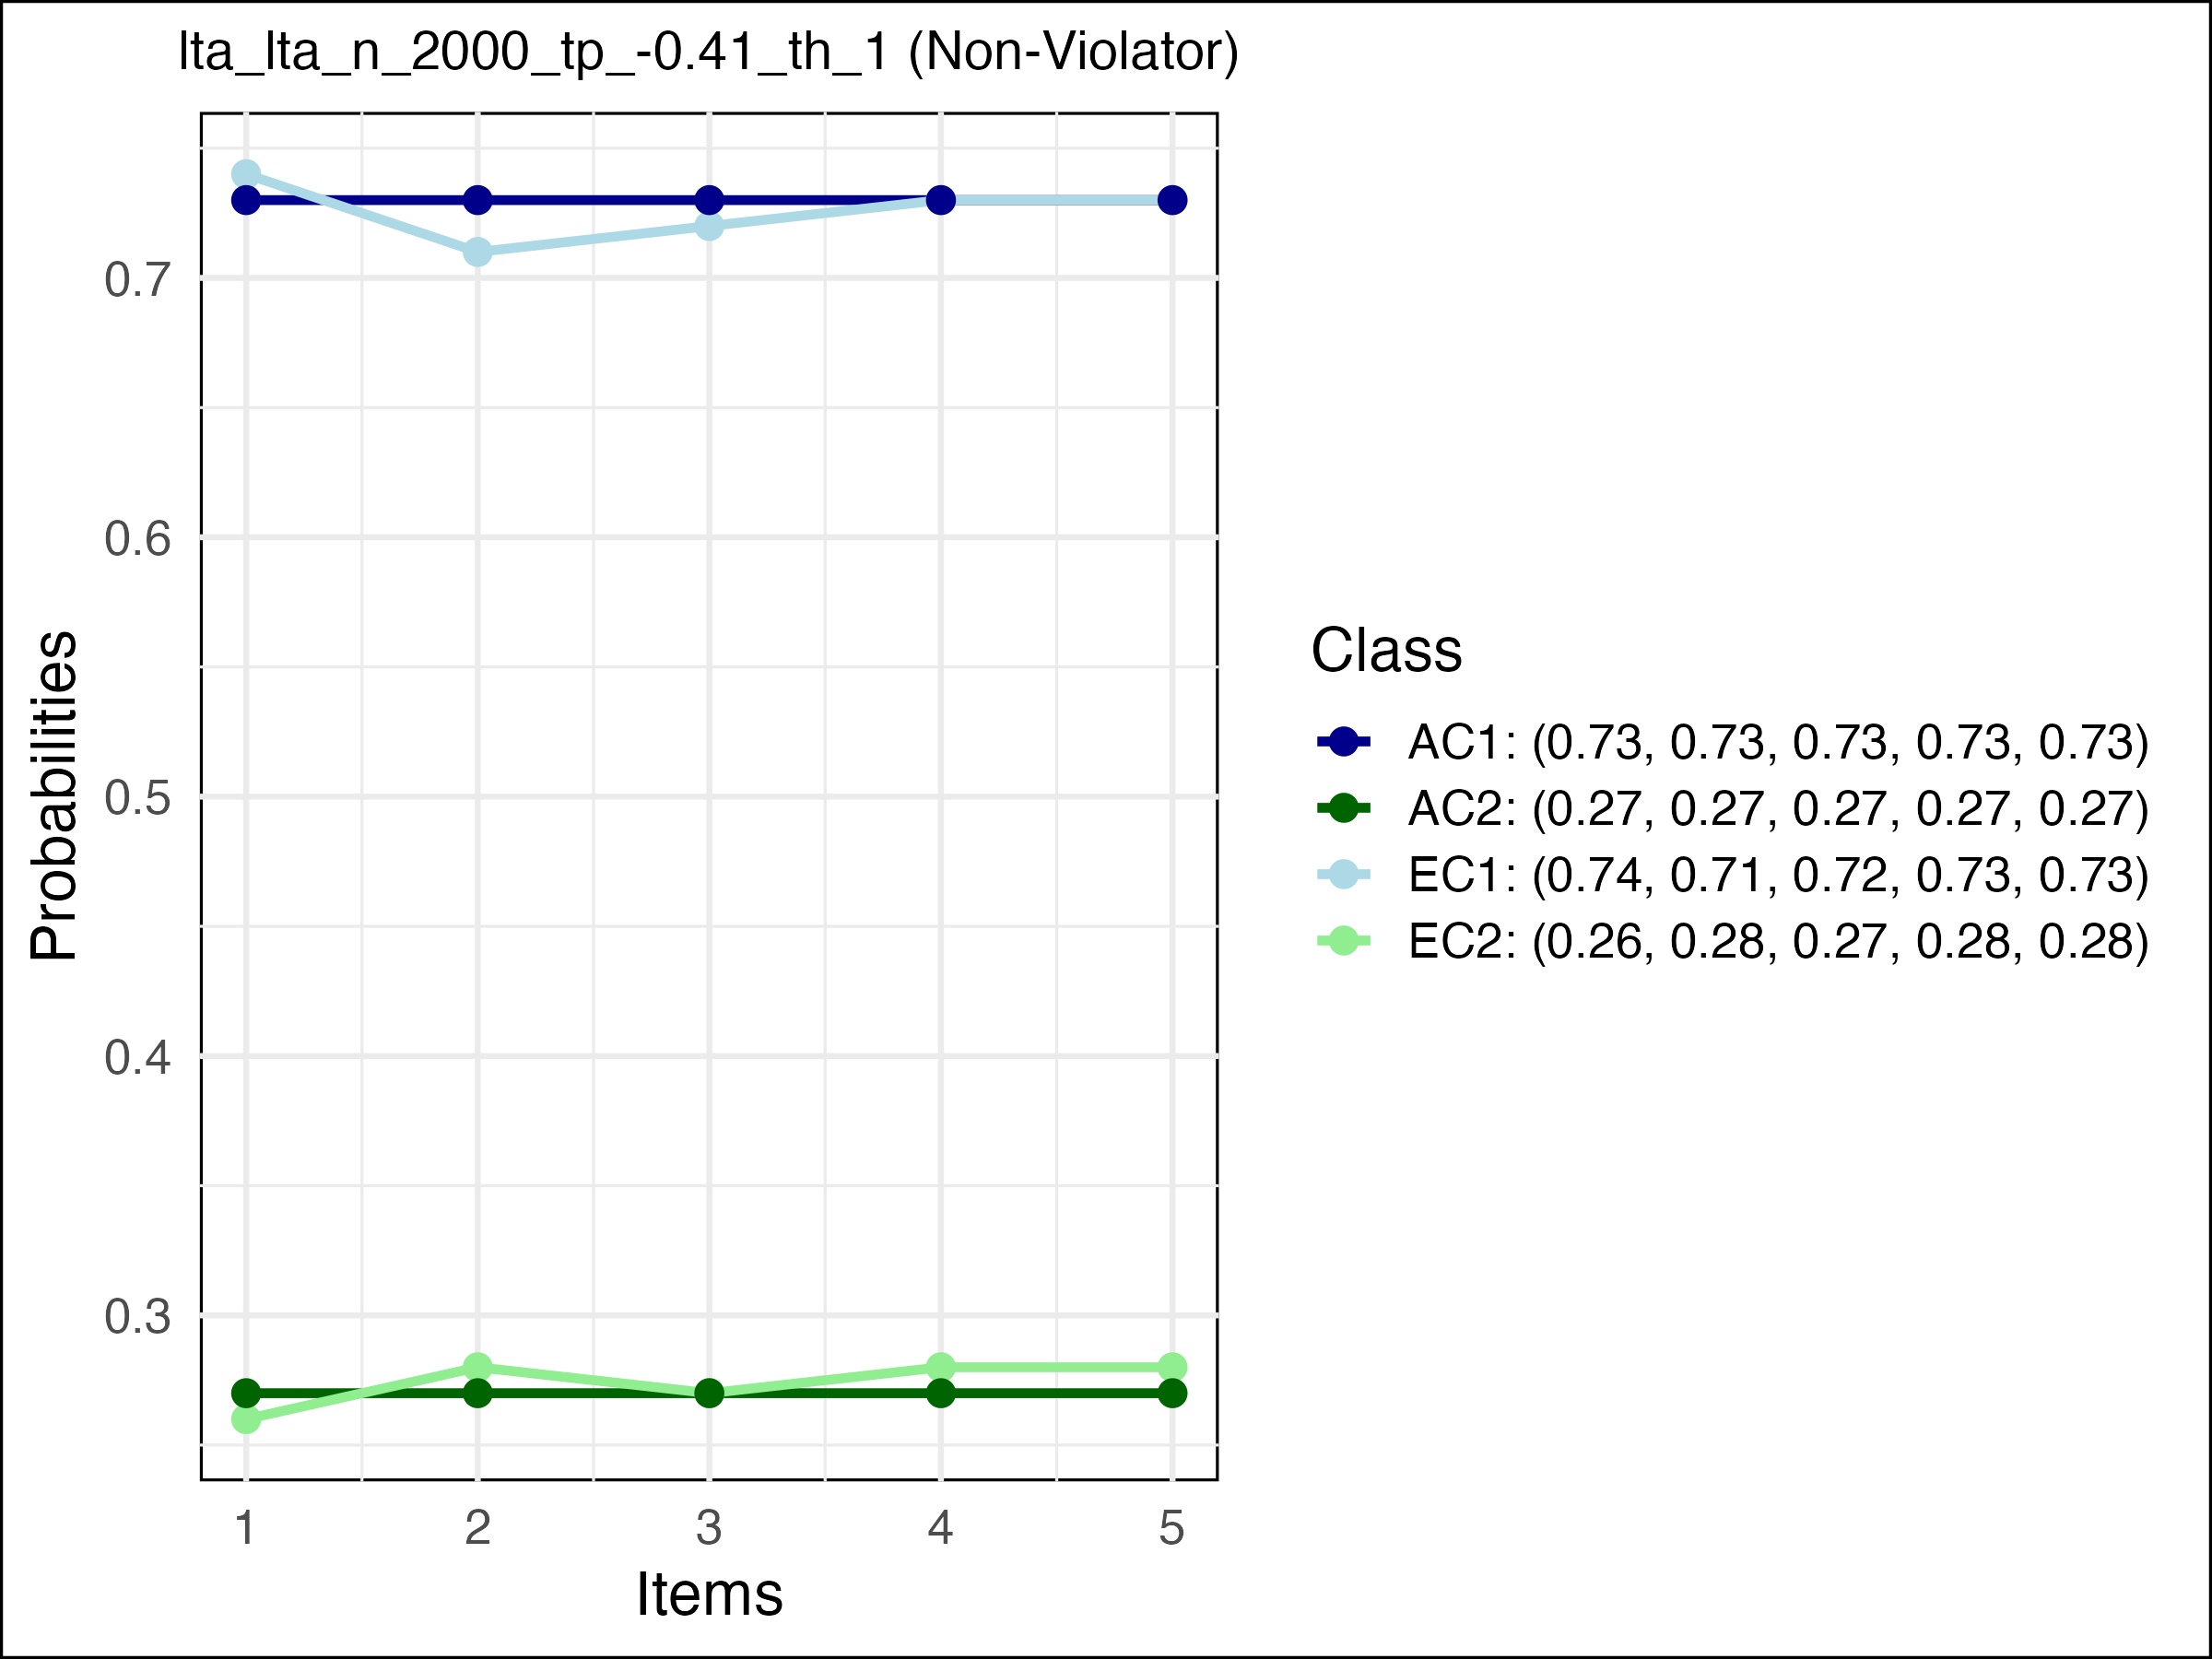 lta_lta_n_2000_tp_-0.41_th_1 (Non-Violator)
Probabilities
0.7
0.6
0.5
0.4
0.3
1 2 3 4 5
Items
Class
AC1: (0.73, 0.73, 0.73, 0.73, 0.73)
AC2: (0.27, 0.27, 0.27, 0.27, 0.27)
EC1: (0.74, 0.71, 0.72, 0.73, 0.73)
EC2: (0.26, 0.28, 0.27, 0.28, 0.28)